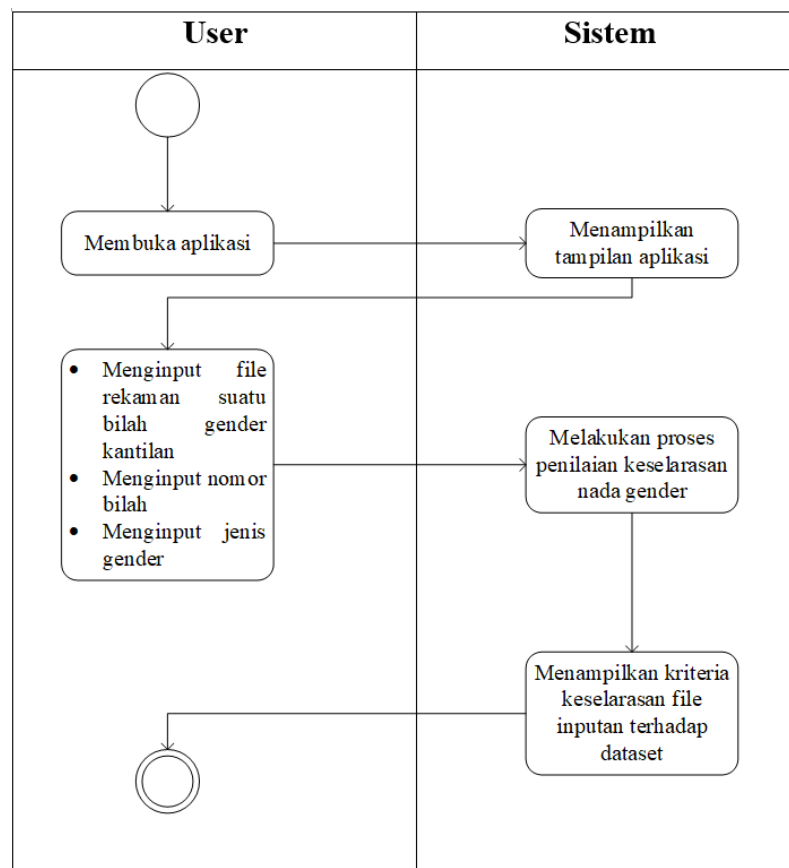 User
Sistem
Membuka aplikasi
Menampilkan
tampilan aplikasi
• Menginput file
rekaman suatu
bilah gender
kantilan
• Menginput nomor
bilah
• Menginput jenis
gender
Melakukan proses
penilaian keselarasan
nada gender
Menampilkan kriteria
keselarasan file
inputan terhadap
dataset